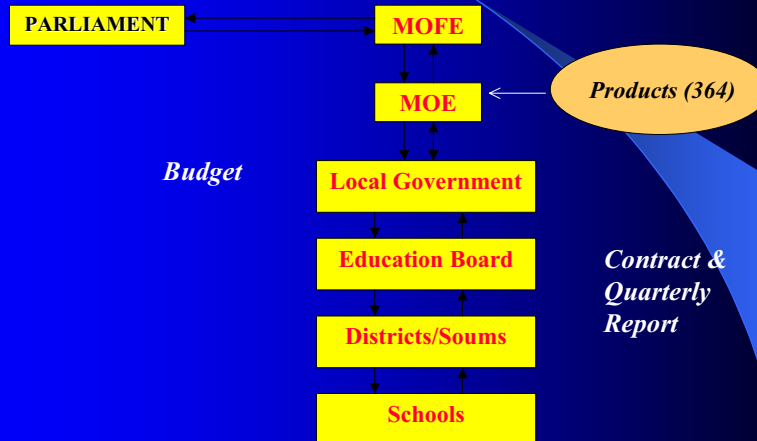 PARLIAMENT
MOFE
MOE
Products (364)
Budget
Local Government
Education Board
Contract &
Quarterly
Report
Districts/Soums
Schools